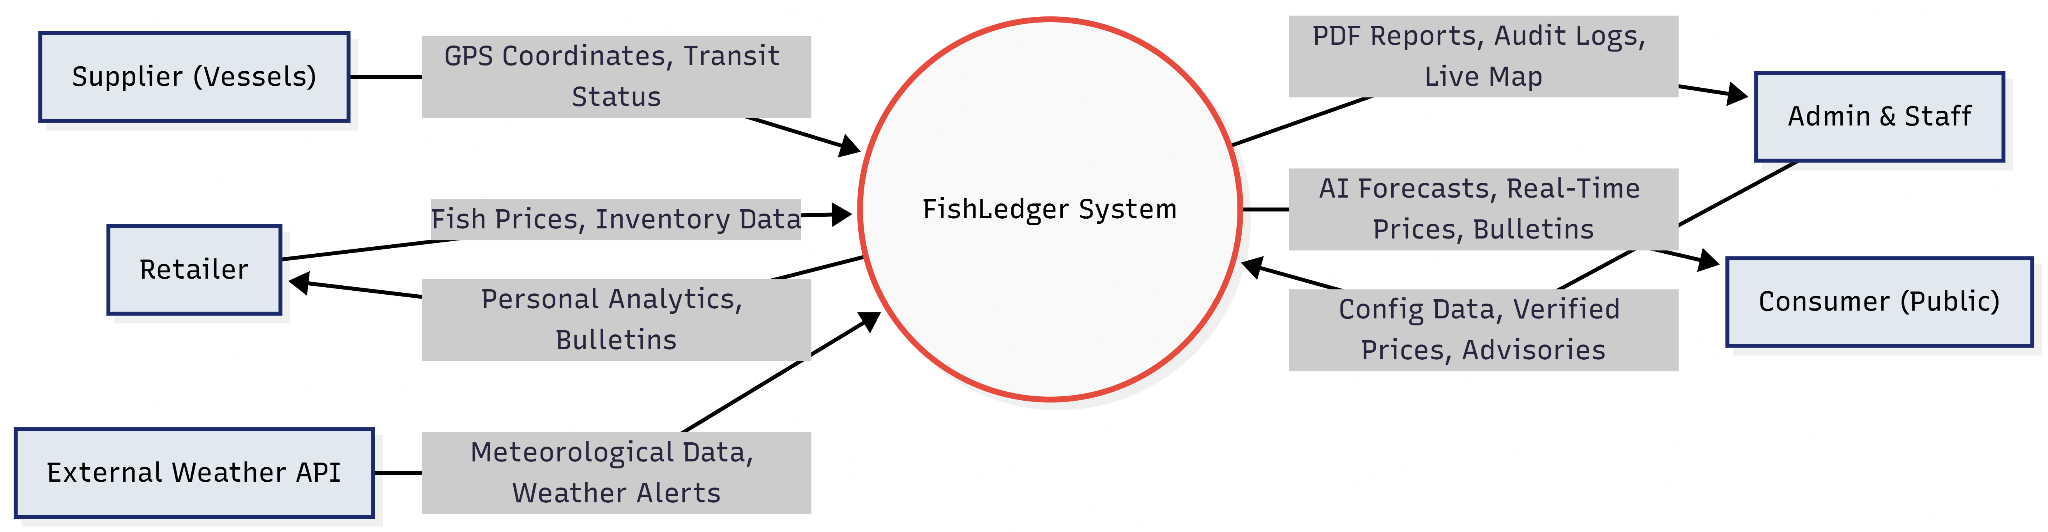 Supplier (Vessels)
GPS Coordinates, Transit
Status
Retailer
Fish Prices, Inventory Data
Personal Analytics,
Bulletins
External Weather API
Meteorological Data,
Weather Alerts
FishLedger System
PDF Reports, Audit Logs,
Live Map
AI Forecasts, Real-Time
Prices, Bulletins
Config Data, Verified
Prices, Advisories
Admin & Staff
Consumer (Public)